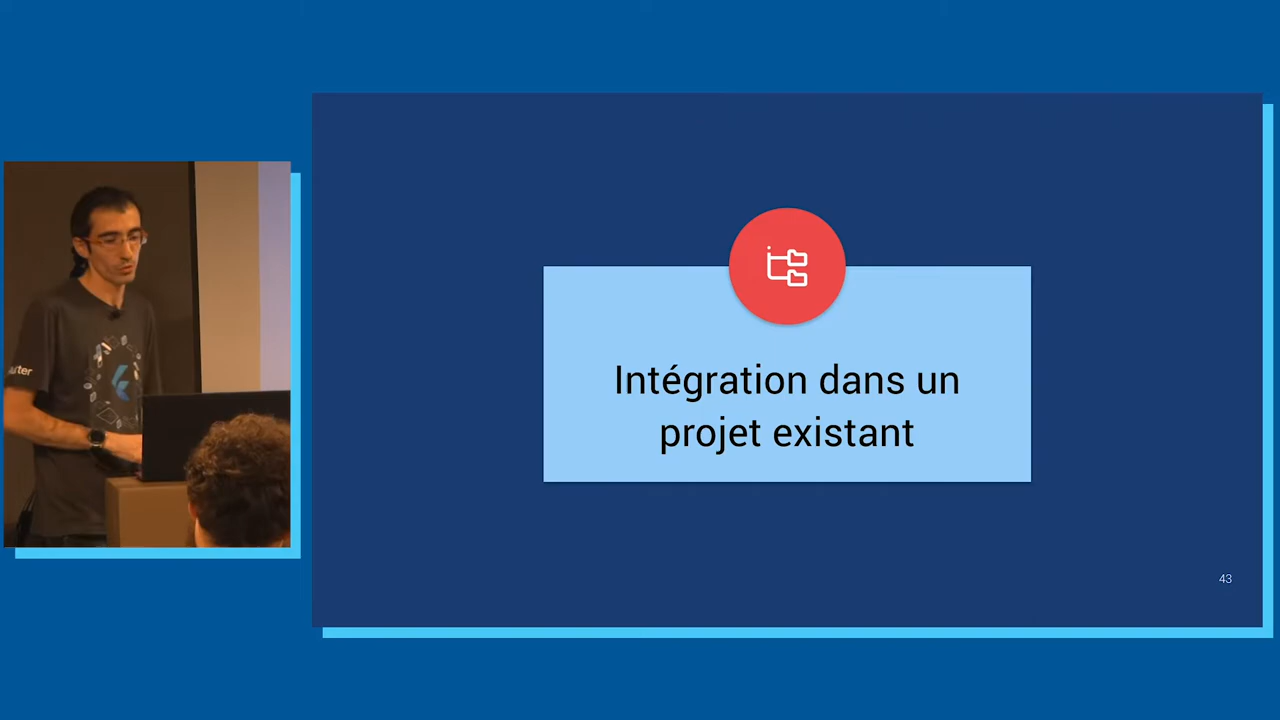 Intégration dans un
projet existant
43